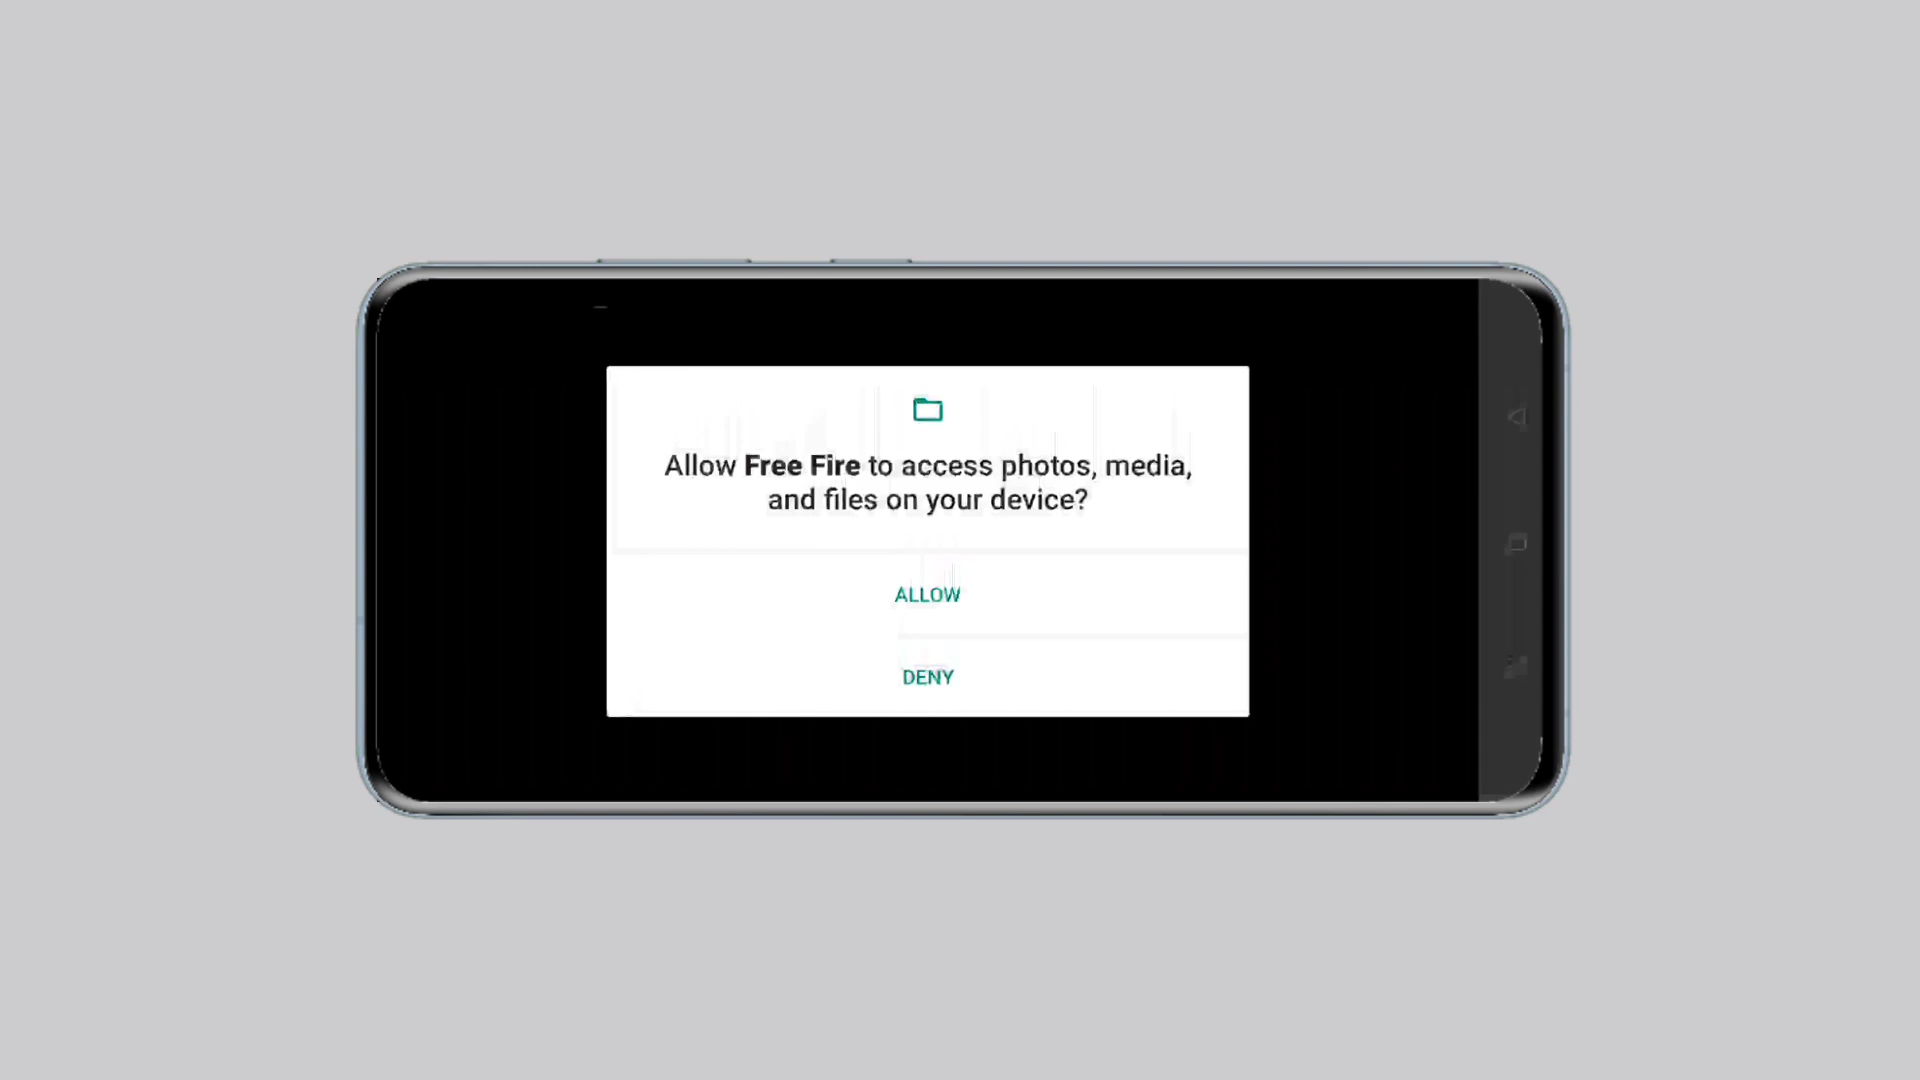 Allow Free Fire to access photos, media,
and files on your device?
ALLOW
DENY